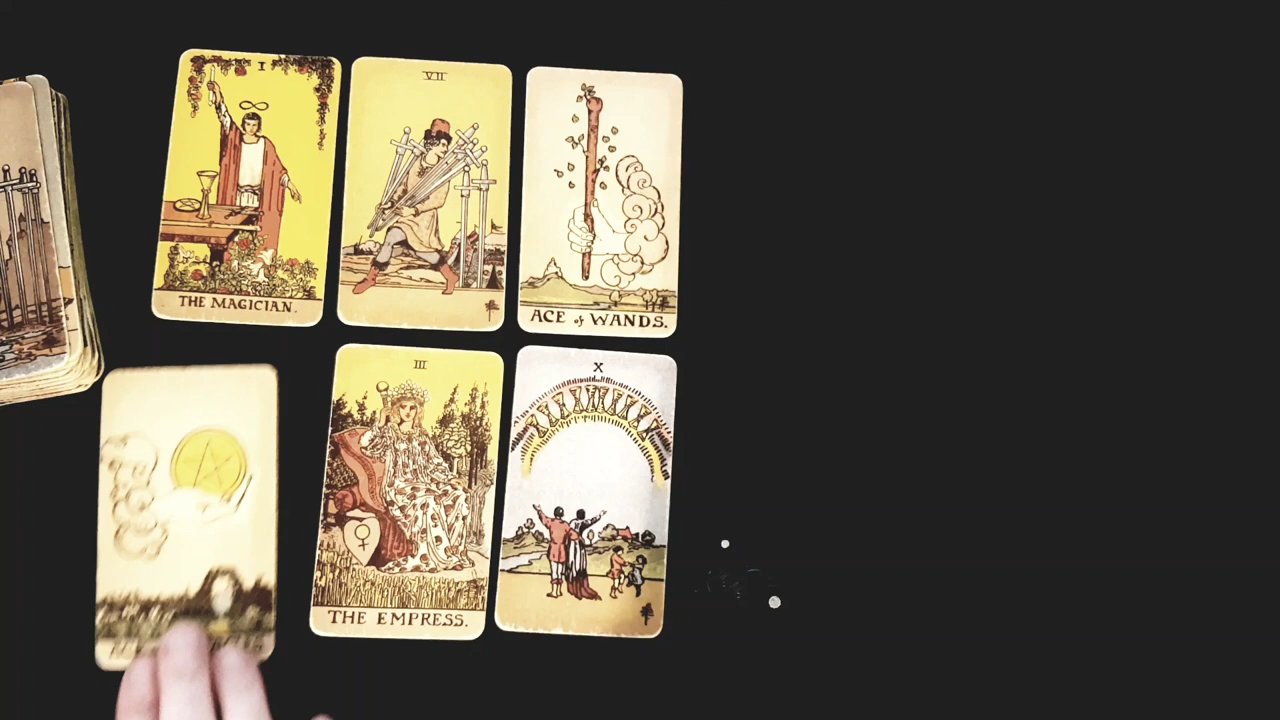 I
VII
THE MAGICIAN.
ACE of WANDS.
III
X
THE EMPRESS.